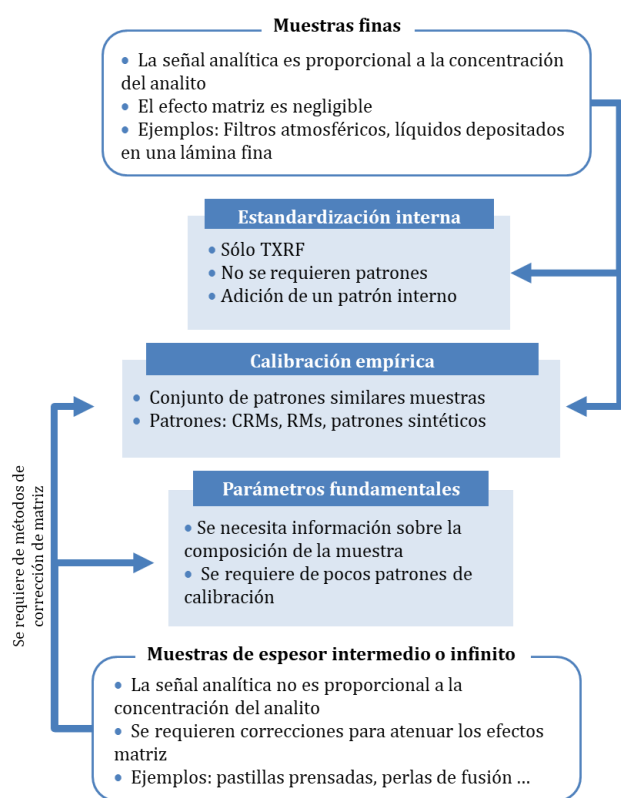 Muestras finas
• La señal analítica es proporcional a la concentración
del analito
• El efecto matriz es negligible
• Ejemplos: Filtros atmosféricos, líquidos depositados
en una lámina fina
Estandardización interna
• Sólo TXRF
• No se requieren patrones
• Adición de un patrón interno
Calibración empírica
• Conjunto de patrones similares muestras
• Patrones: CRMs, RMs, patrones sintéticos
Parámetros fundamentales
• Se necesita información sobre la
composición de la muestra
• Se requiere de pocos patrones de
calibración
Se requiere de métodos de
corrección de matriz
Muestras de espesor intermedio o infinito
• La señal analítica no es proporcional a la
concentración del analito
• Se requieren correcciones para atenuar los efectos
matriz
• Ejemplos: pastillas prensadas, perlas de fusión ...